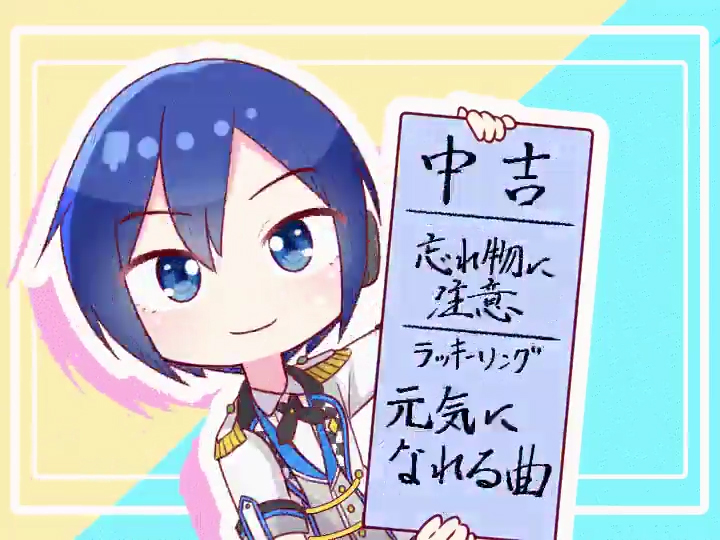 中吉
忘れ物に
注意
ラッキーソング
元気に
なれる曲